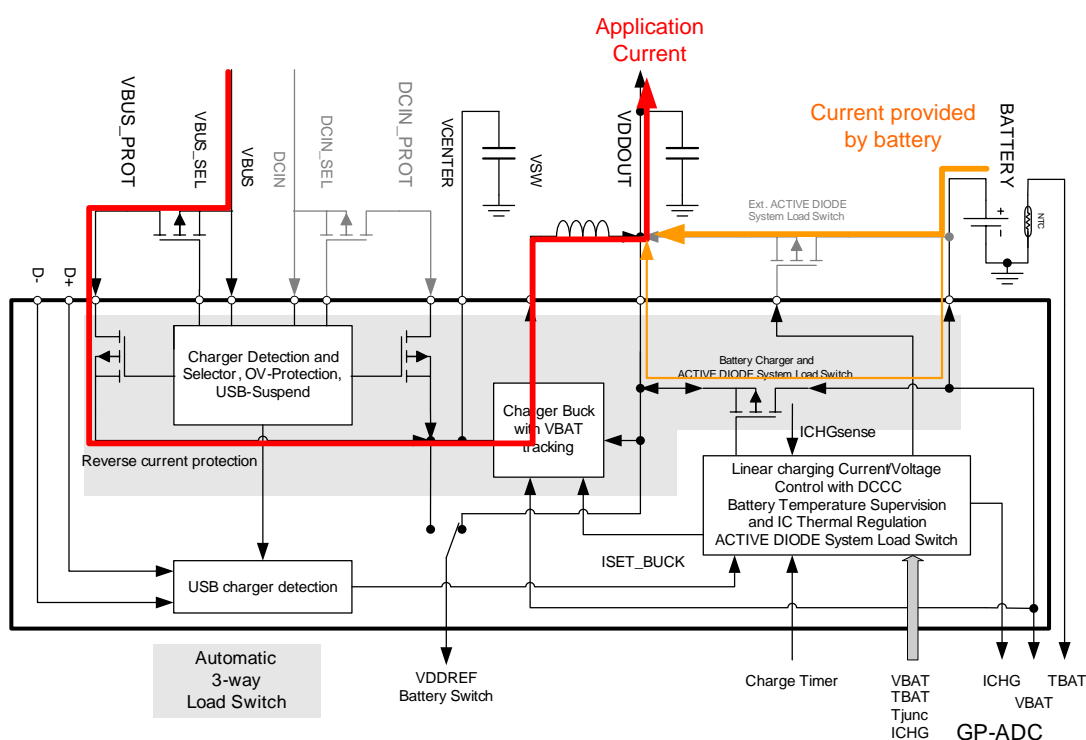 Application
Current
VBUS_PROT
VBUS_SEL
VBUS
DCIN
DCIN_SEL
DCIN_PROT
VCENTER
VSW
VDDOUT
Current provided
by battery
BATTERY
NTC
+
–
Ext. ACTIVE DIODE
System Load Switch
D-
D+
Charger Detection and
Selector, OV-Protection,
USB-Suspend
Battery Charger and
ACTIVE DIODE System Load Switch
Charger Buck
with VBAT
tracking
ICHGsense
Reverse current protection
Linear charging Current/Voltage
Control with DCCC
Battery Temperature Supervision
and IC Thermal Regulation
ACTIVE DIODE System Load Switch
ISET_BUCK
USB charger detection
Automatic
3-way
Load Switch
VDDREF
Battery Switch
Charge Timer
VBAT
TBAT
Tjunc
ICHG
ICHG
VBAT
TBAT
GP-ADC